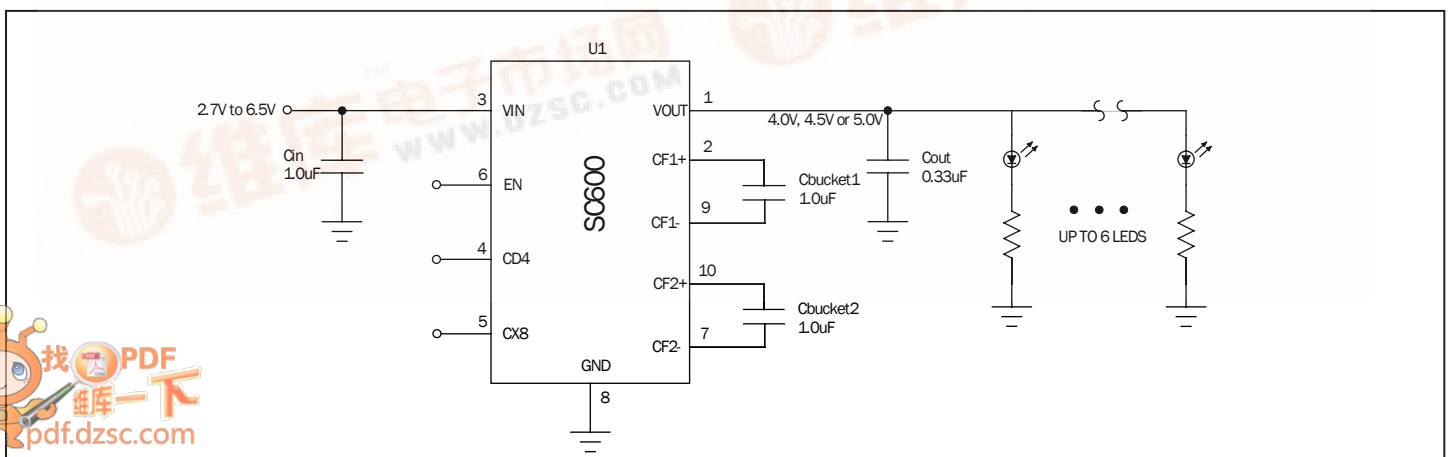 U1
2.7V to 6.5V
3
VIN
VOUT
1
4.0V, 4.5V or 5.0V
Cin
1.0uF
6
EN
SC600
CF1+
2
Cbucket1
1.0uF
CF1-
9
Cout
0.33uF
UP TO 6 LEDS
4
CD4
CF2+
10
Cbucket2
1.0uF
5
CX8
CF2-
7
GND
8
维库电子市场网
™
WWW.DZSC.COM
找PDF
维库一下
pdf.dzsc.com